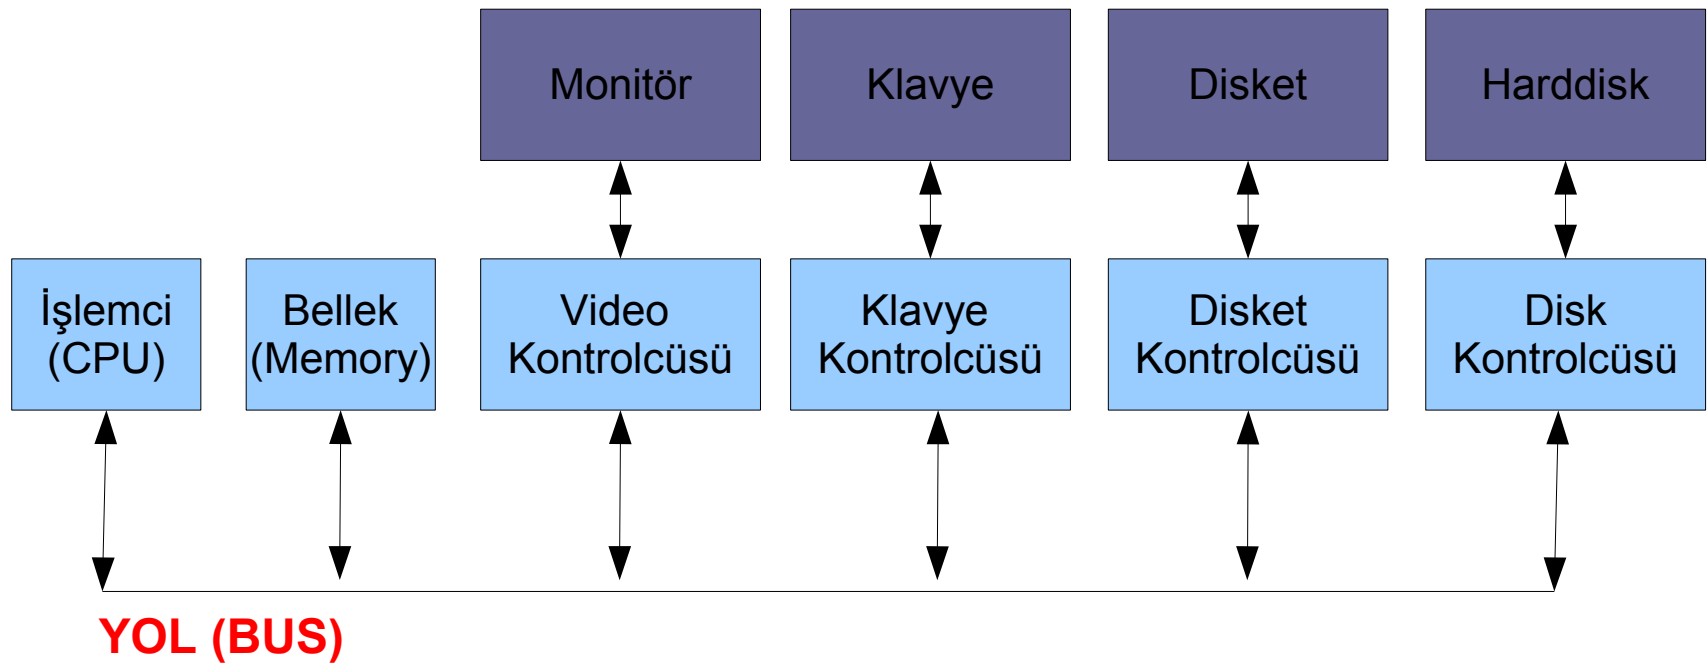 Monitör
Klavye
Disket
Harddisk
İşlemci
(CPU)
Bellek
(Memory)
Video
Kontrolcüsü
Klavye
Kontrolcüsü
Disket
Kontrolcüsü
Disk
Kontrolcüsü
YOL (BUS)